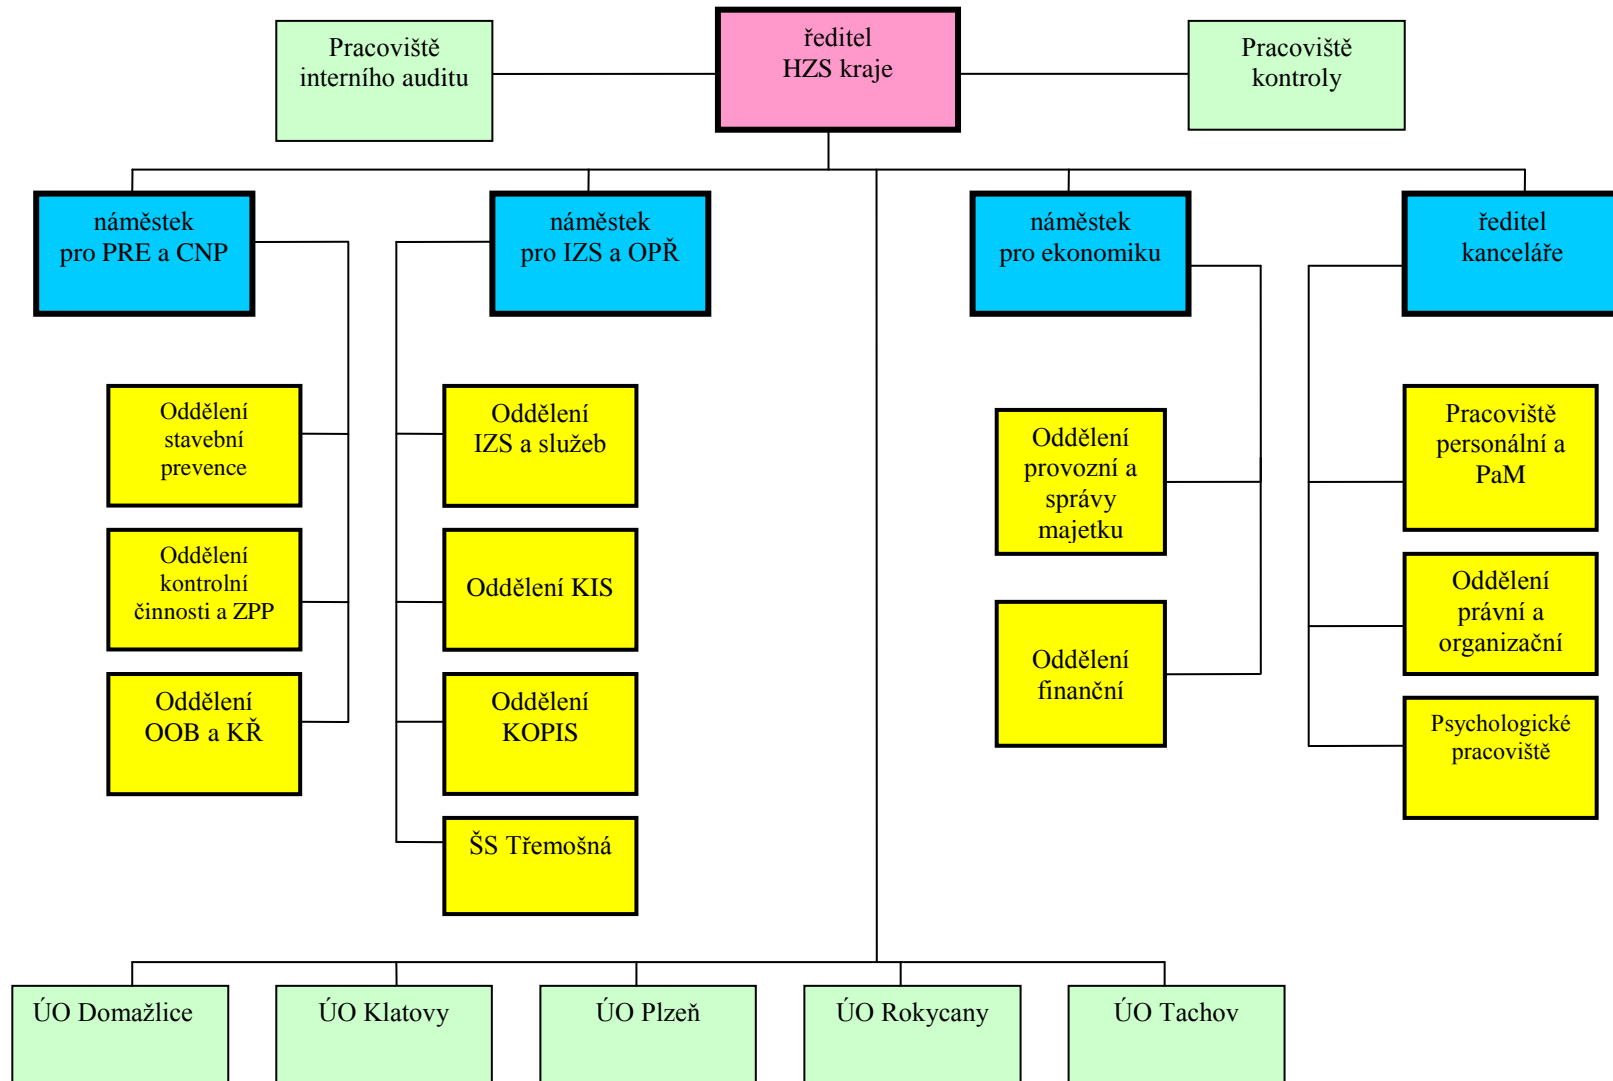 Pracoviště
interního auditu
ředitel
HZS kraje
Pracoviště
kontroly
náměstek
pro PRE a CNP
náměstek
pro IZS a OPŘ
náměstek
pro ekonomiku
ředitel
kanceláře
Oddělení
stavební
prevence
Oddělení
kontrolní
činnosti a ZPP
Oddělení
OOB a KŘ
Oddělení
IZS a služeb
Oddělení KIS
Oddělení
KOPIS
ŠS Třemošná
Oddělení
provozní a
správy
majetku
Oddělení
finanční
Pracoviště
personální a
PaM
Oddělení
právní a
organizační
Psychologické
pracoviště
ÚO Domažlice
ÚO Klatovy
ÚO Plzeň
ÚO Rokycany
ÚO Tachov